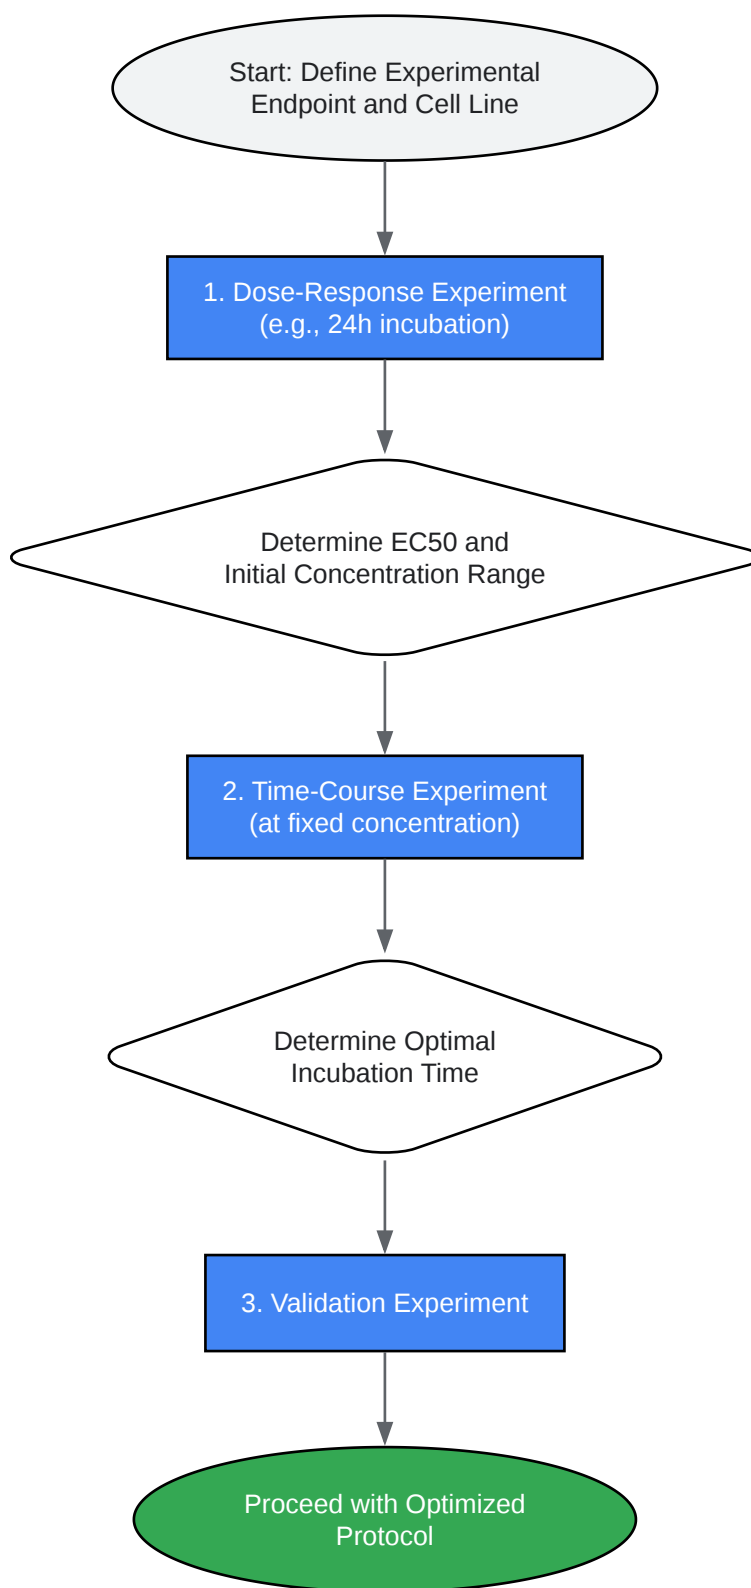 Start: Define Experimental
Endpoint and Cell Line
1. Dose-Response Experiment
(e.g., 24h incubation)
Determine EC50 and
Initial Concentration Range
2. Time-Course Experiment
(at fixed concentration)
Determine Optimal
Incubation Time
3. Validation Experiment
Proceed with Optimized
Protocol